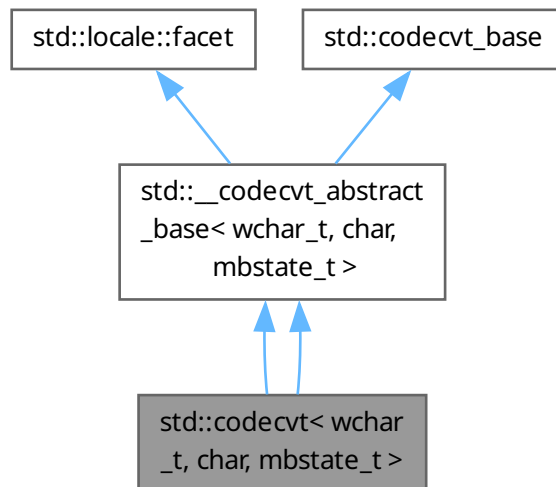 std::locale::facet
std::codecvt_base
std::__codecvt_abstract
_base< wchar_t, char,
mbstate_t >
std::codecvt< wchar
_t, char, mbstate_t >